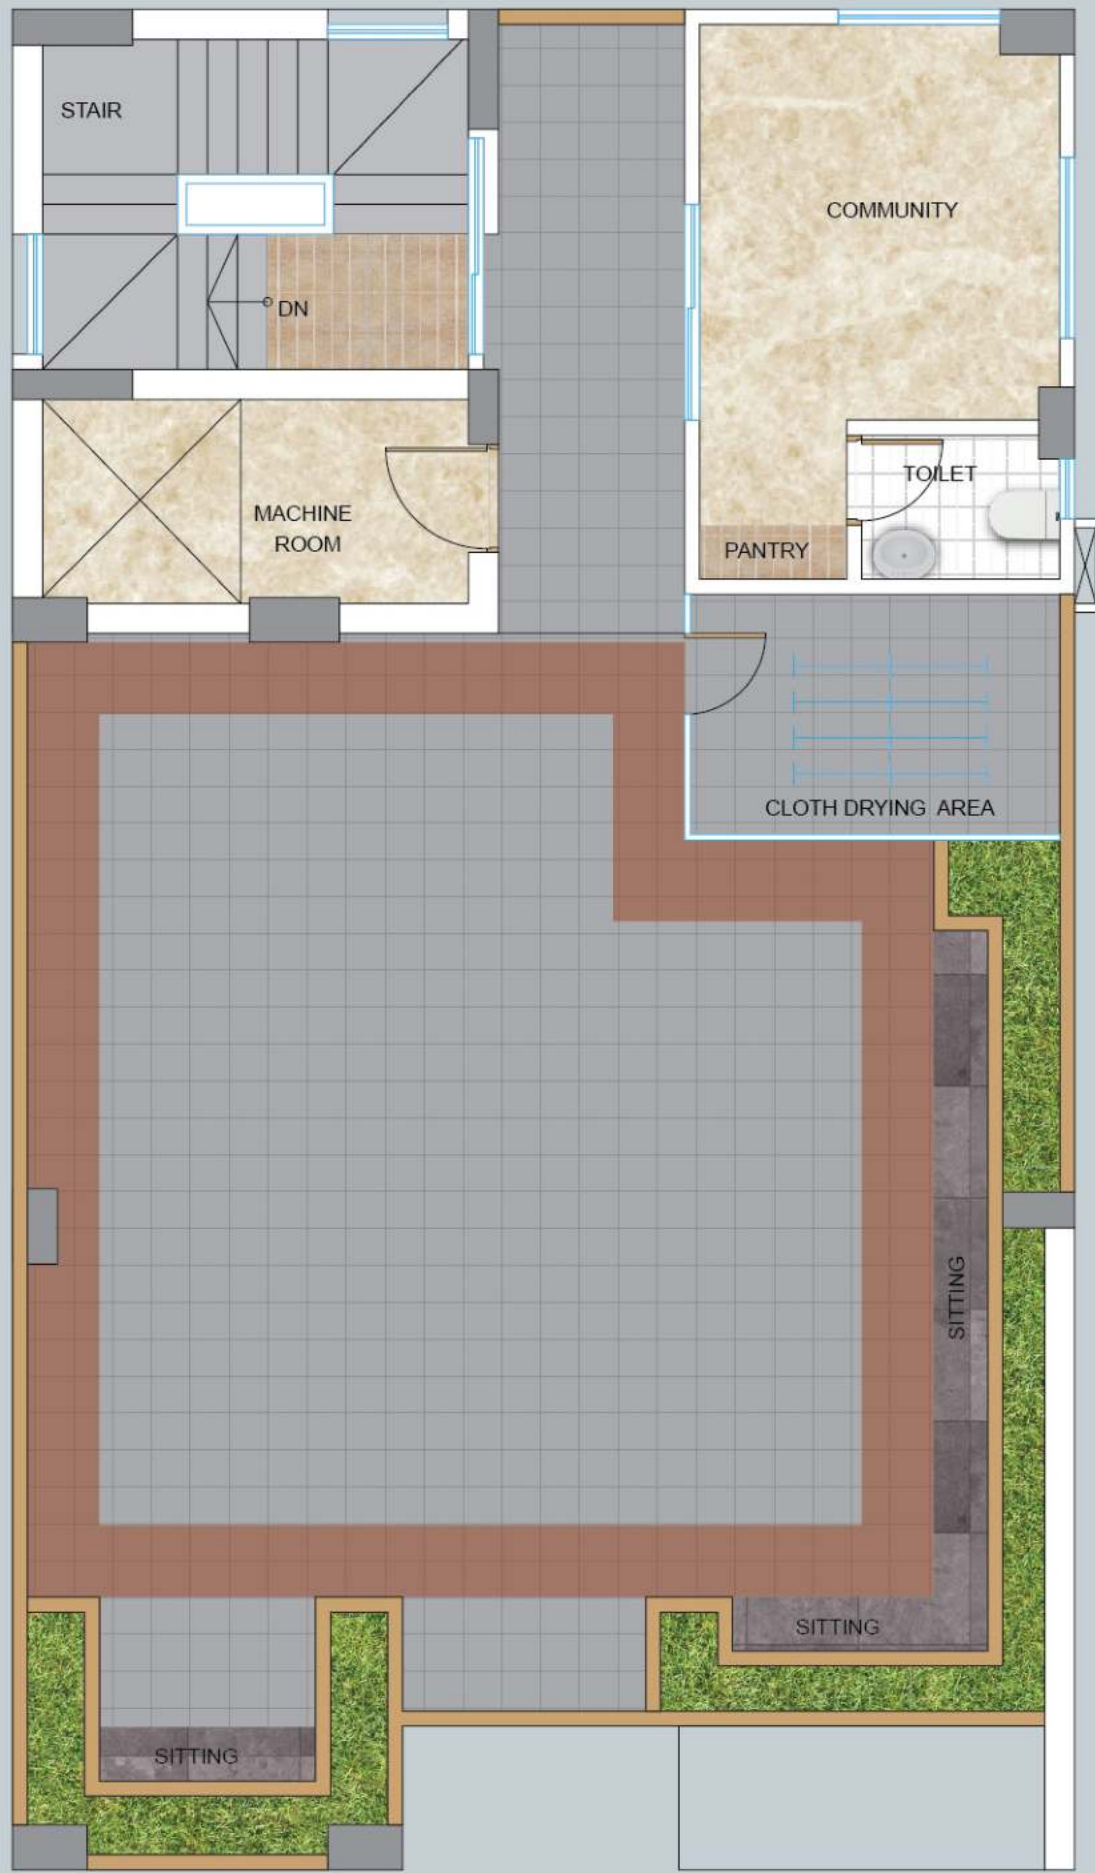 STAIR
COMMUNITY
DN
TOILET
MACHINE
ROOM
PANTRY
CLOTH DRYING AREA
SITTING
SITTING
SITTING